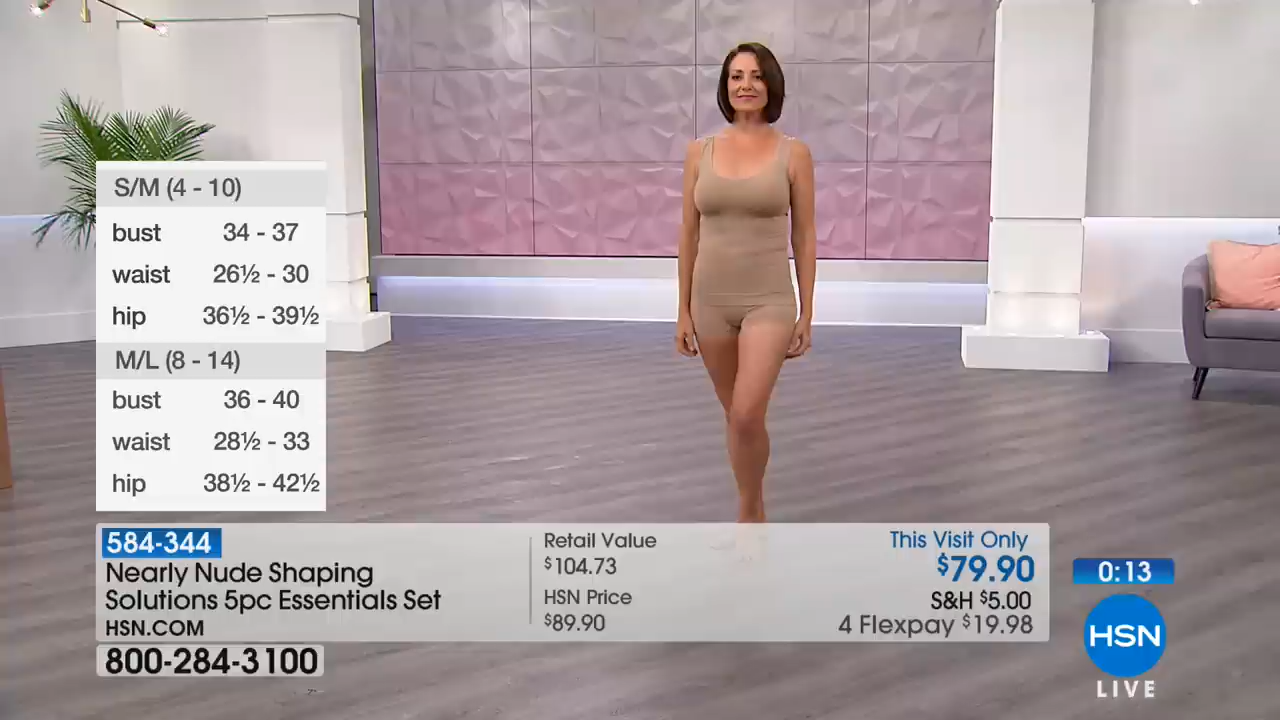 S/M (4 - 10)
bust 34 - 37
waist 26½ - 30
hip 36½ - 39½
M/L (8 - 14)
bust 36 - 40
waist 28½ - 33
hip 38½ - 42½
584-344
Nearly Nude Shaping
Solutions 5pc Essentials Set
HSN.COM
800-284-3100
Retail Value
$104.73
HSN Price
$89.90
This Visit Only
$79.90
S&H $5.00
4 Flexpay $19.98
0:13
HSN
LIVE